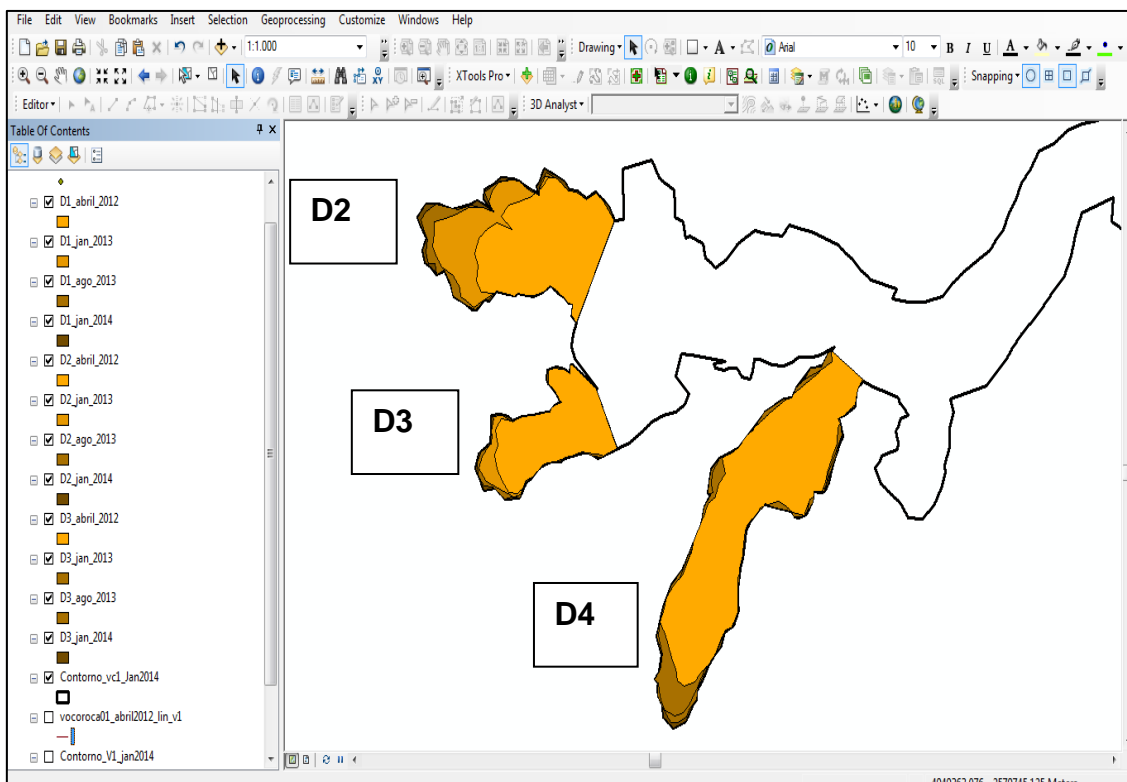 File Edit View Bookmarks Insert Selection Geoprocessing Customize Windows Help
1:1.000 Drawing Arial 10 B I U A
XTools Pro Snapping
Editor 3D Analyst
Table Of Contents
D1_abril_2012
D1_jan_2013
D1_ago_2013
D1_jan_2014
D2_abril_2012
D2_jan_2013
D2_ago_2013
D2_jan_2014
D3_abril_2012
D3_jan_2013
D3_ago_2013
D3_jan_2014
Contorno_vc1_Jan2014
vocoroca01_abril2012_lin_v1
Contorno_V1_jan2014
D2
D3
D4